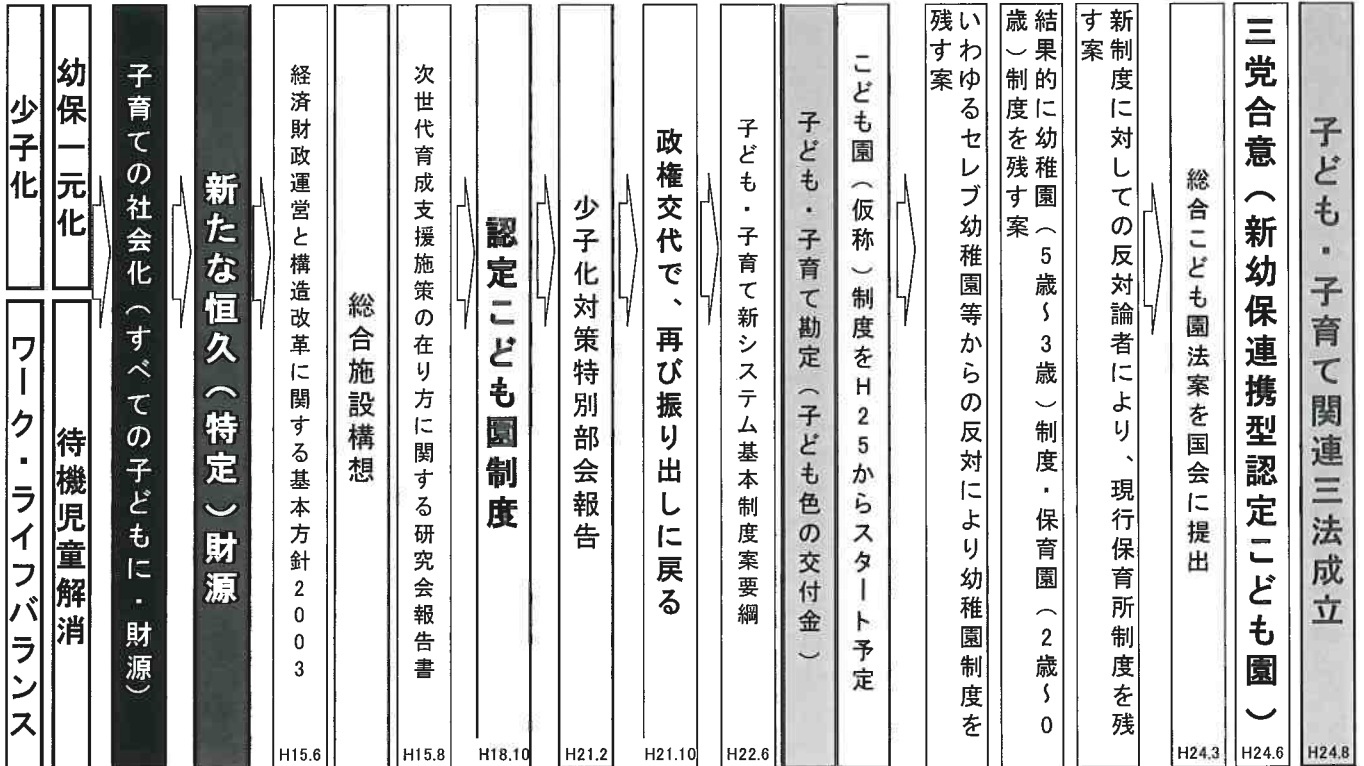 少子化
ワーク・ライフバランス
幼保一元化
待機児童解消
子育ての社会化(すべての子どもに・財源)
新たな恒久(特定)財源
経済財政運営と構造改革に関する基本方針2003
H15.6
総合施設構想
次世代育成支援施策の在り方に関する研究会報告書
H15.8
認定こども園制度
H18.10
少子化対策特別部会報告
H21.2
政権交代で、再び振り出しに戻る
H21.10
子ども・子育て新システム基本制度案要綱
H22.6
子ども・子育て勘定(子ども色の交付金)
こども園(仮称)制度をH25からスタート予定
いわゆるセレブ幼稚園等からの反対により幼稚園制度を
残す案
結果的に幼稚園(5歳~3歳)制度・保育園(2歳~0
歳)制度を残す案
新制度に対しての反対論者により、現行保育所制度を残
す案
総合こども園法案を国会に提出
H24.3
三党合意(新幼保連携型認定こども園)
H24.6
子ども・子育て関連三法成立
H24.8